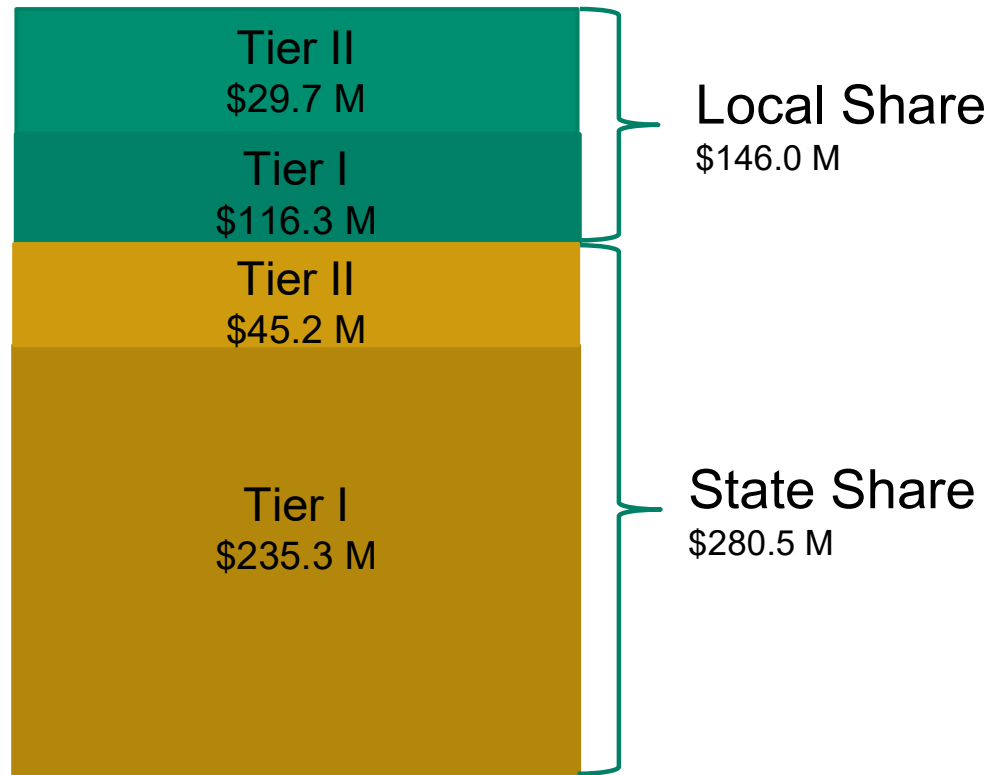 Tier II
$29.7 M
Tier I
$116.3 M
Local Share
$146.0 M
Tier II
$45.2 M
Tier I
$235.3 M
State Share
$280.5 M